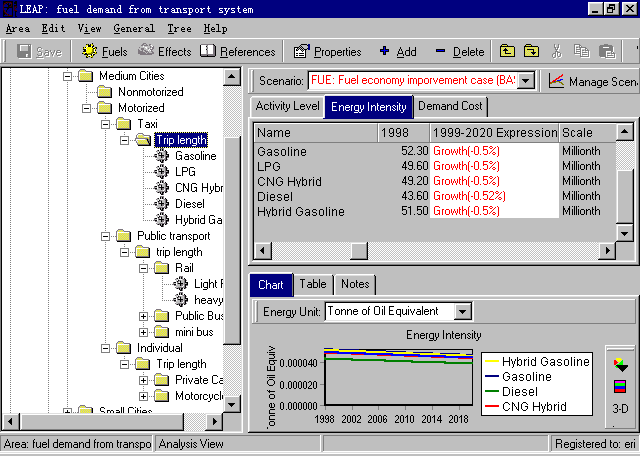 LEAP: fuel demand from transport system
Area Edit View General Tree Help
Save Fuels Effects References Properties Add Delete
Medium Cities
Nonmotorized
Motorized
Taxi
Trip length
Gasoline
LPG
CNG Hybr
Diesel
Hybrid Ga
Public transport
trip length
Rail
Light F
heavy
Public Bus
mini bus
Individual
Trip length
Private Ca
Motorcycl
Small Cities
Scenario: FUE: Fuel economy imporvement case (BAS Manage Scen
Activity Level Energy Intensity Demand Cost
Name 1998 1999-2020 Expression Scale
Gasoline 52.30 Growth(-0.5%) Millionth
LPG 49.60 Growth(-0.5%) Millionth
CNG Hybrid 49.20 Growth(-0.5%) Millionth
Diesel 43.60 Growth(-0.52%) Millionth
Hybrid Gasoline 51.50 Growth(-0.5%) Millionth
Chart Table Notes
Energy Unit: Tonne of Oil Equivalent
Energy Intensity
onne of Oil Equiv
0.000040
0.000020
0.000000
1998 2002 2006 2010 2014 2018
Hybrid Gasoline
Gasoline
Diesel
CNG Hybrid
3-D
Area: fuel demand from transpo Analysis View Registered to: eri